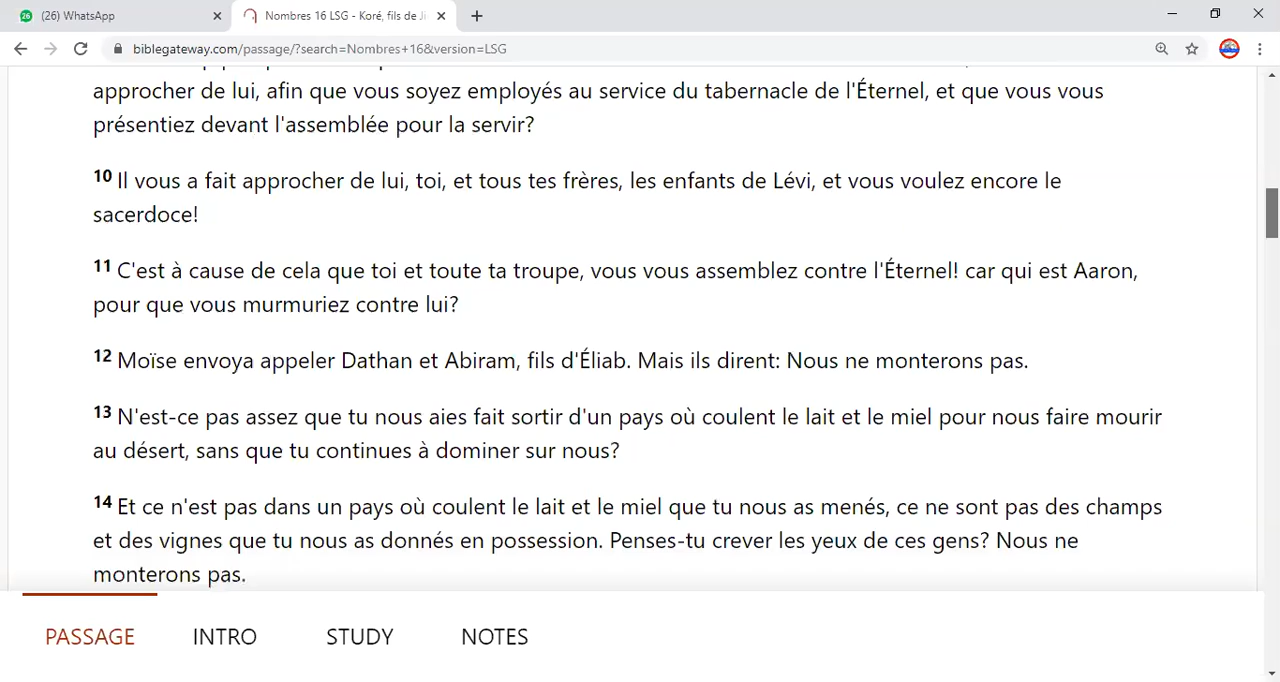 (26) WhatsApp
Nombres 16 LSG - Koré, fils de Ji
biblegateway.com/passage/?search=Nombres+16&version=LSG
approcher de lui, afin que vous soyez employés au service du tabernacle de l'Éternel, et que vous vous
présentiez devant l'assemblée pour la servir?
10 Il vous a fait approcher de lui, toi, et tous tes frères, les enfants de Lévi, et vous voulez encore le
sacerdoce!
11 C'est à cause de cela que toi et toute ta troupe, vous vous assemblez contre l'Éternel! car qui est Aaron,
pour que vous murmuriez contre lui?
12 Moïse envoya appeler Dathan et Abiram, fils d'Éliab. Mais ils dirent: Nous ne monterons pas.
13 N'est-ce pas assez que tu nous aies fait sortir d'un pays où coulent le lait et le miel pour nous faire mourir
au désert, sans que tu continues à dominer sur nous?
14 Et ce n'est pas dans un pays où coulent le lait et le miel que tu nous as menés, ce ne sont pas des champs
et des vignes que tu nous as donnés en possession. Penses-tu crever les yeux de ces gens? Nous ne
monterons pas.
PASSAGE INTRO STUDY NOTES